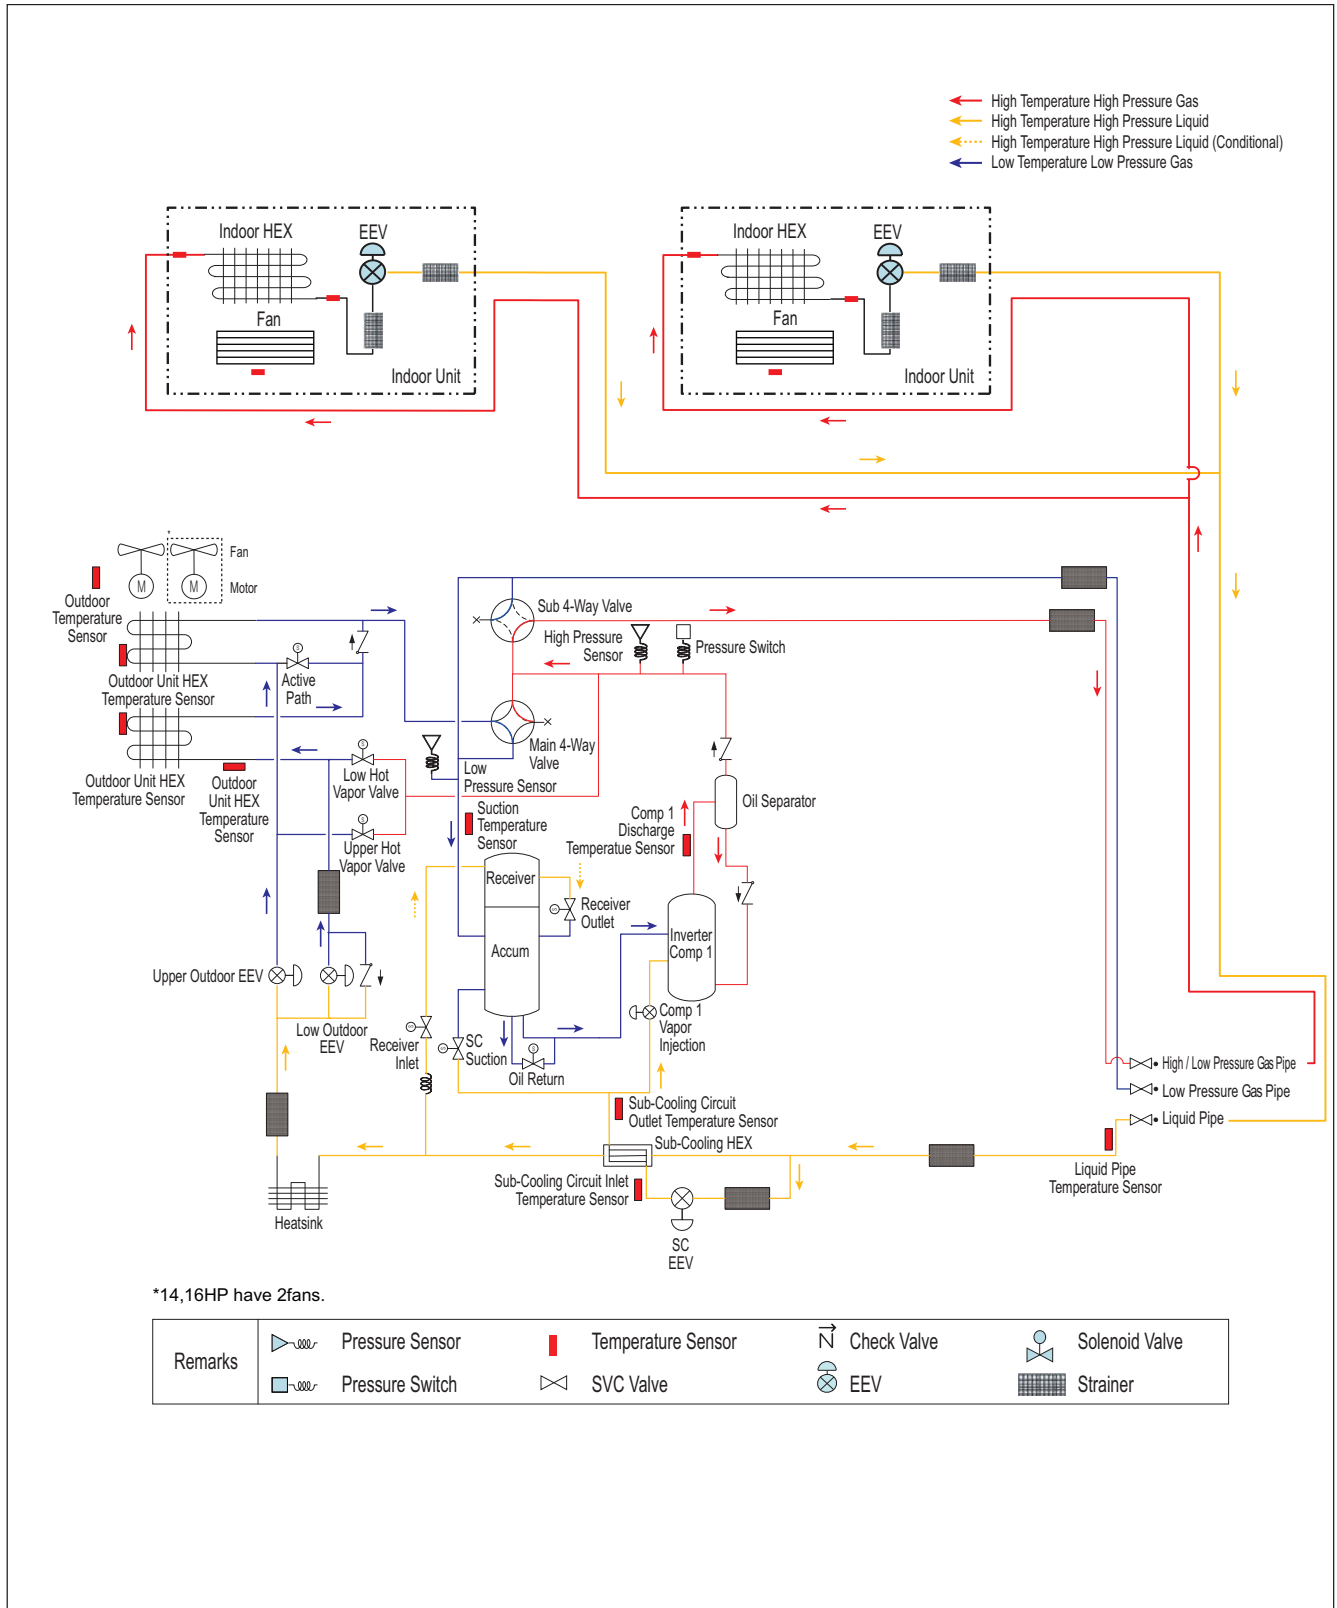 High Temperature High Pressure Gas
High Temperature High Pressure Liquid
High Temperature High Pressure Liquid (Conditional)
Low Temperature Low Pressure Gas
Indoor HEX
EEV
Fan
Indoor Unit
Indoor HEX
EEV
Fan
Indoor Unit
*
Fan
M
M
Motor
Outdoor
Temperature
Sensor
Sub 4-Way Valve
High Pressure
Sensor
Pressure Switch
S
Active
Path
Outdoor Unit HEX
Temperature Sensor
Main 4-Way
Valve
Outdoor Unit HEX
Temperature Sensor
Outdoor
Unit HEX
Temperature
Sensor
S
Low Hot
Vapor Valve
Low
Pressure Sensor
Suction
Temperature
Sensor
S
Upper Hot
Vapor Valve
Comp 1
Discharge
Temperatue Sensor
Oil Separator
Receiver
S
Receiver
Outlet
Accum
Inverter
Comp 1
Upper Outdoor EEV
Low Outdoor
EEV
S
Receiver
Inlet
S
SC
Suction
S
Oil Return
Comp 1
Vapor
Injection
High / Low Pressure Gas Pipe
Low Pressure Gas Pipe
Liquid Pipe
Sub-Cooling Circuit
Outlet Temperature Sensor
Sub-Cooling HEX
Sub-Cooling Circuit Inlet
Temperature Sensor
Liquid Pipe
Temperature Sensor
Heatsink
SC
EEV
*14,16HP have 2fans.
Remarks
Pressure Sensor
Temperature Sensor
Check Valve
Solenoid Valve
Pressure Switch
SVC Valve
EEV
Strainer